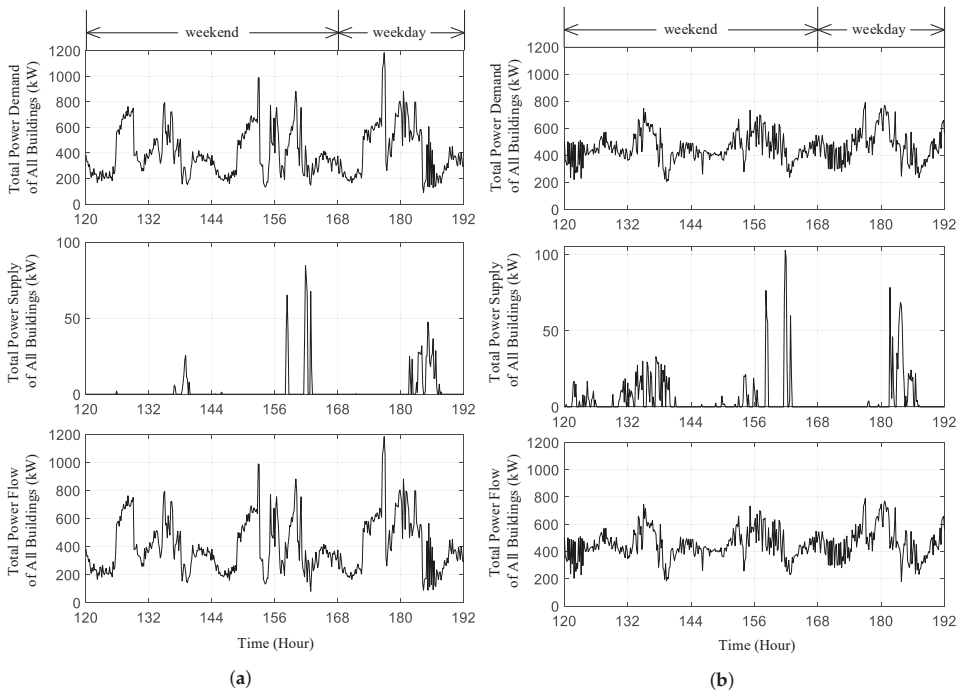 weekend
weekday
1200
1000
800
600
400
200
0
Total Power Demand
of All Buildings (kW)
120 132 144 156 168 180 192
100
50
0
Total Power Supply
of All Buildings (kW)
120 132 144 156 168 180 192
1200
1000
800
600
400
200
0
Total Power Flow
of All Buildings (kW)
120 132 144 156 168 180 192
Time (Hour)
(a)
weekend
weekday
1200
1000
800
600
400
200
0
Total Power Demand
of All Buildings (kW)
120 132 144 156 168 180 192
100
50
0
Total Power Supply
of All Buildings (kW)
120 132 144 156 168 180 192
1200
1000
800
600
400
200
0
Total Power Flow
of All Buildings (kW)
120 132 144 156 168 180 192
Time (Hour)
(b)